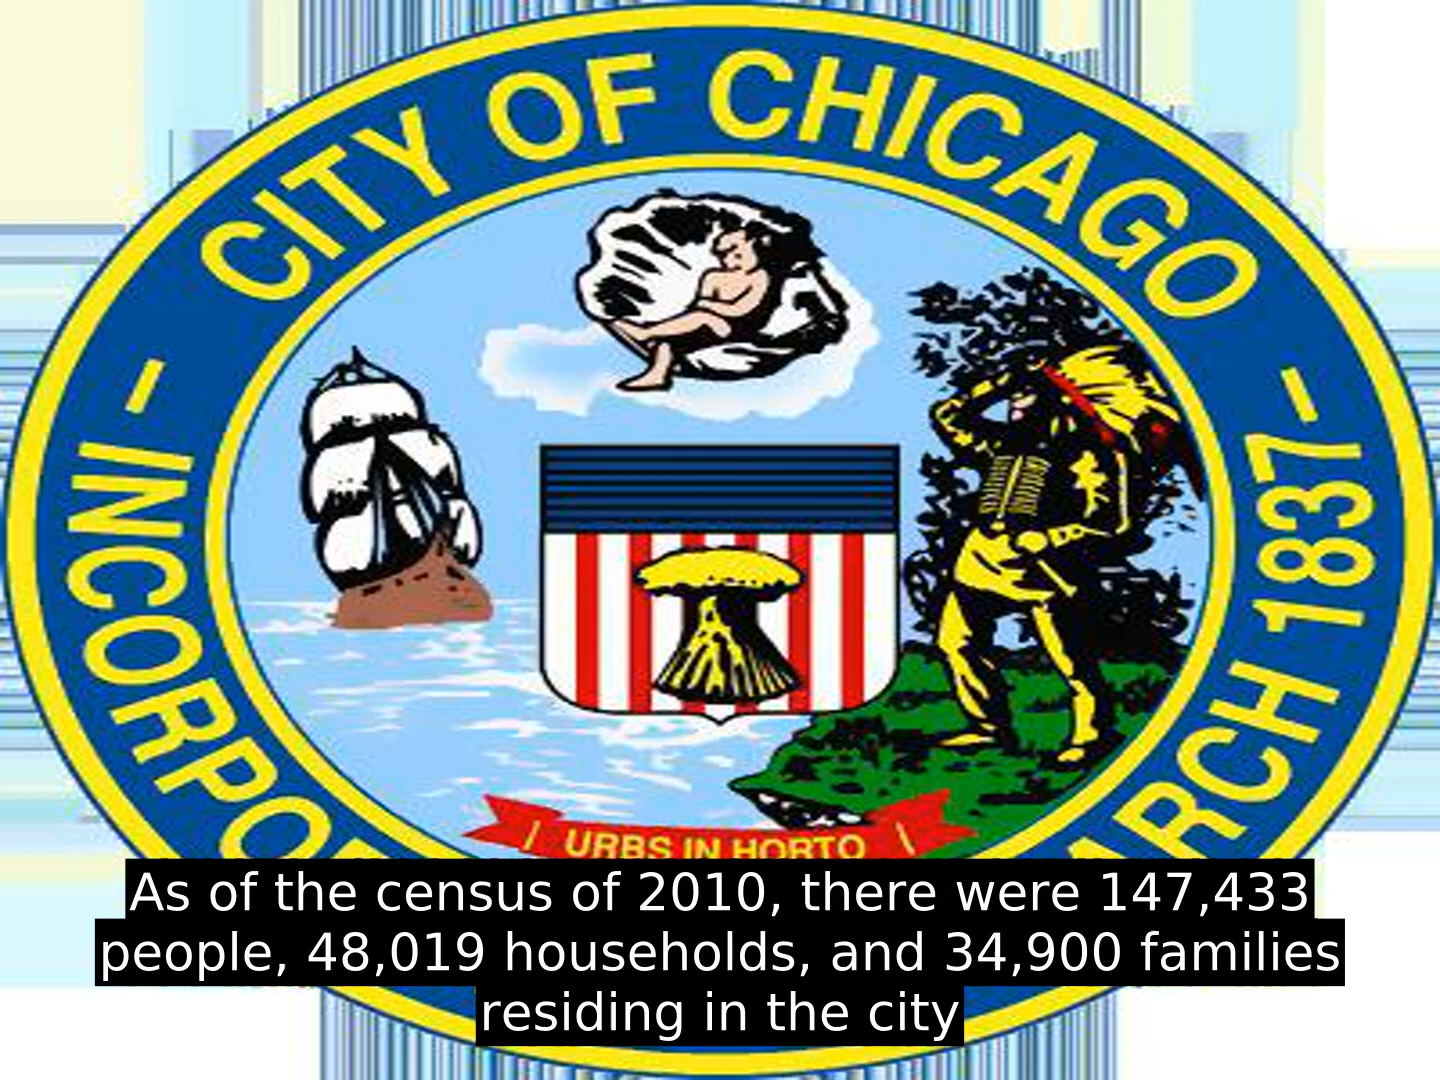 CITY OF CHICAGO
INCORPO
ARCH 1837
URBS IN HORTO
As of the census of 2010, there were 147,433
people, 48,019 households, and 34,900 families
residing in the city